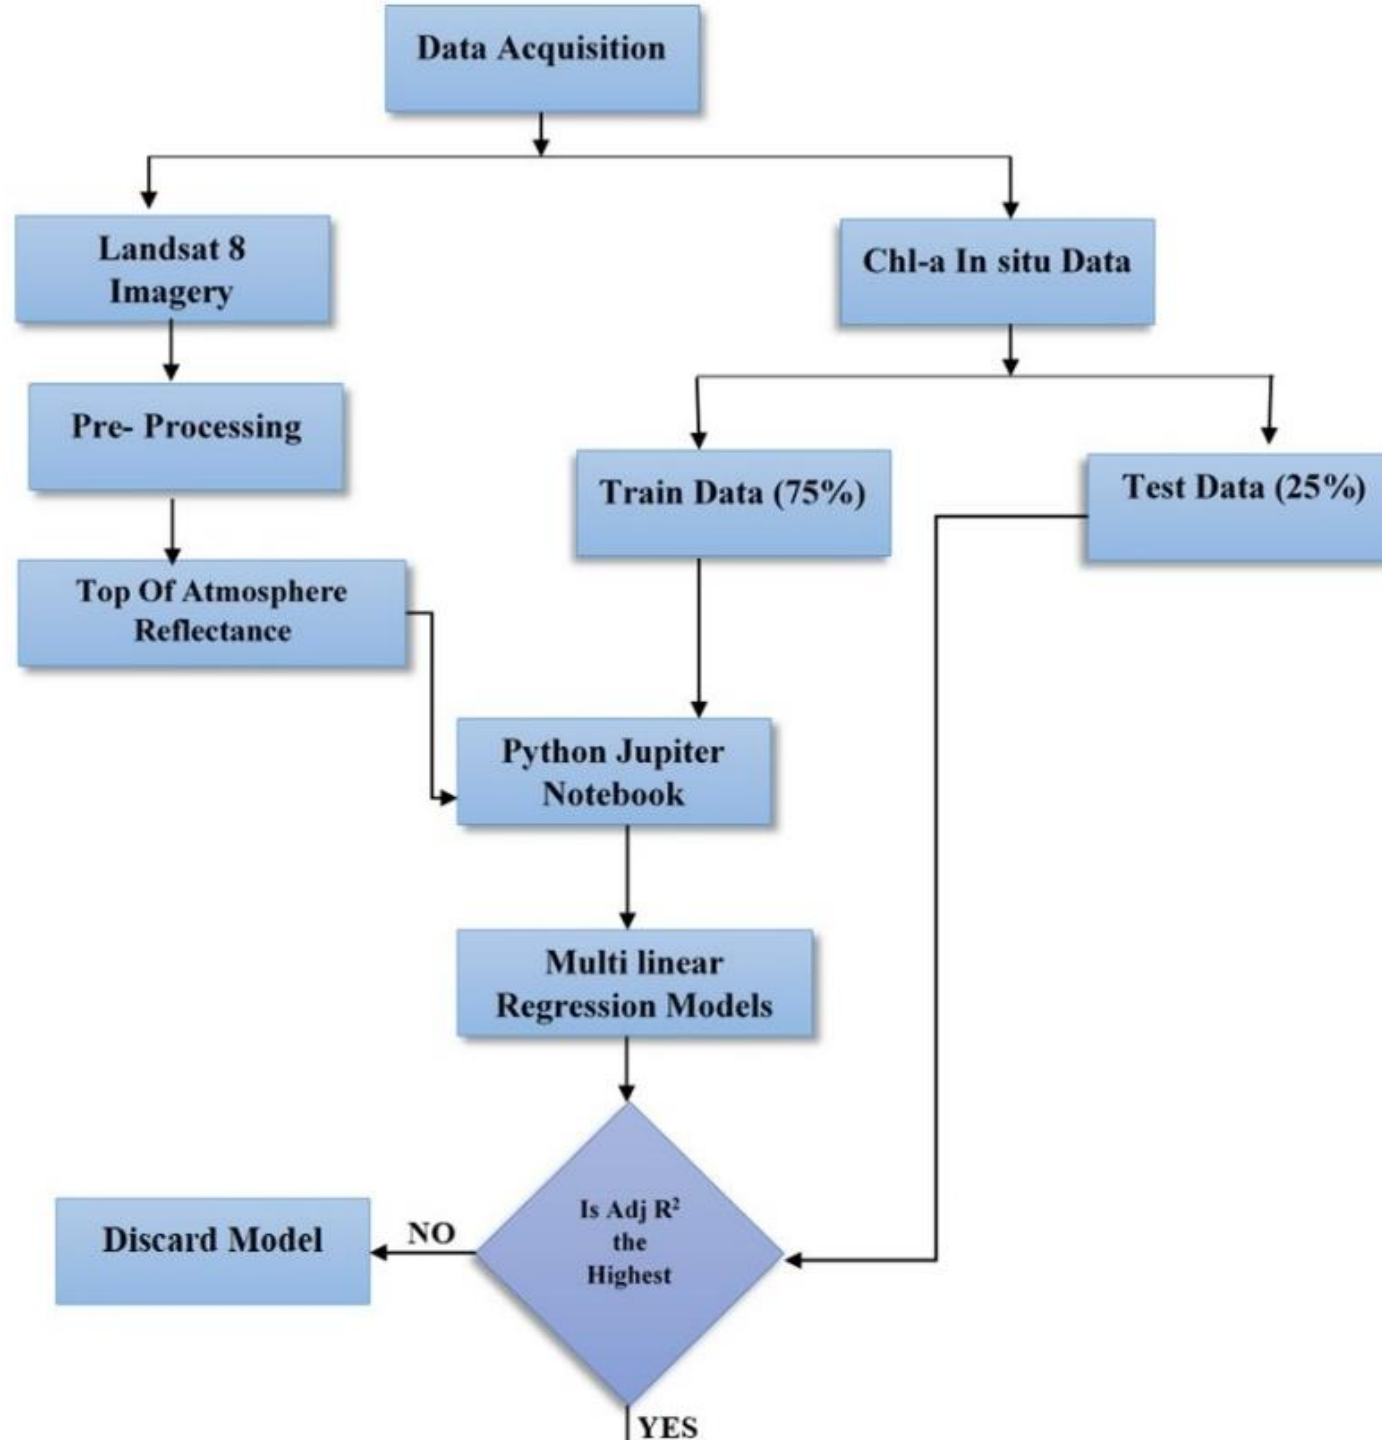 Data Acquisition
Landsat 8
Imagery
Chl-a In situ Data
Pre- Processing
Train Data (75%)
Test Data (25%)
Top Of Atmosphere
Reflectance
Python Jupiter
Notebook
Multi linear
Regression Models
Is Adj R²
the
Highest
NO
Discard Model
YES